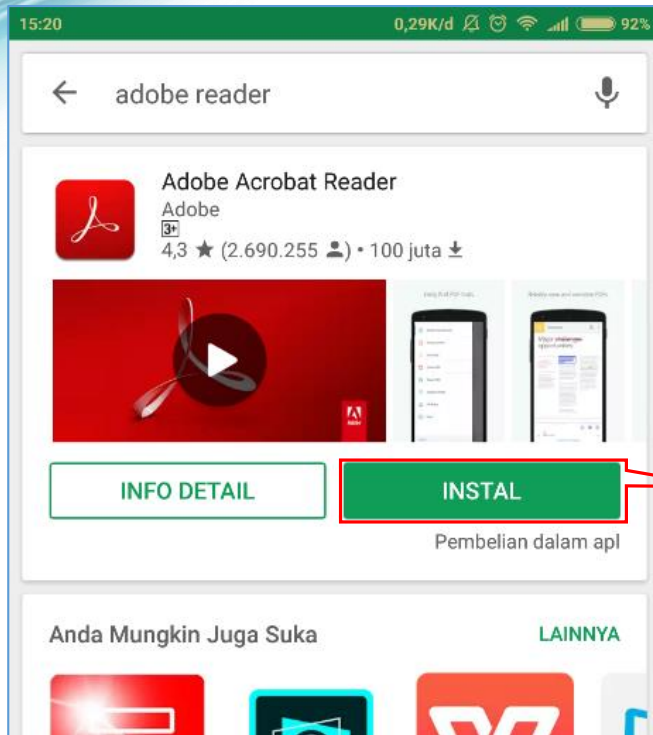 15:20 0,29K/d 92%
adobe reader
Adobe Acrobat Reader
Adobe
3+
4,3 ★ (2.690.255) • 100 juta
Adobe
INFO DETAIL INSTAL
Pembelian dalam apl
Anda Mungkin Juga Suka LAINNYA